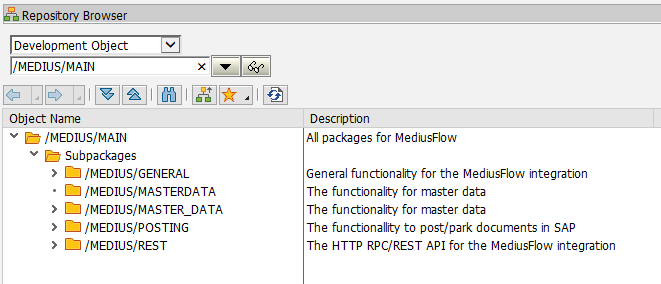 Repository Browser
Development Object
/MEDIUS/MAIN
Object Name Description
/MEDIUS/MAIN All packages for MediusFlow
Subpackages
/MEDIUS/GENERAL General functionality for the MediusFlow integration
/MEDIUS/MASTERDATA The functionality for master data
/MEDIUS/MASTER_DATA The functionality for master data
/MEDIUS/POSTING The functionallity to post/park documents in SAP
/MEDIUS/REST The HTTP RPC/REST API for the MediusFlow integration